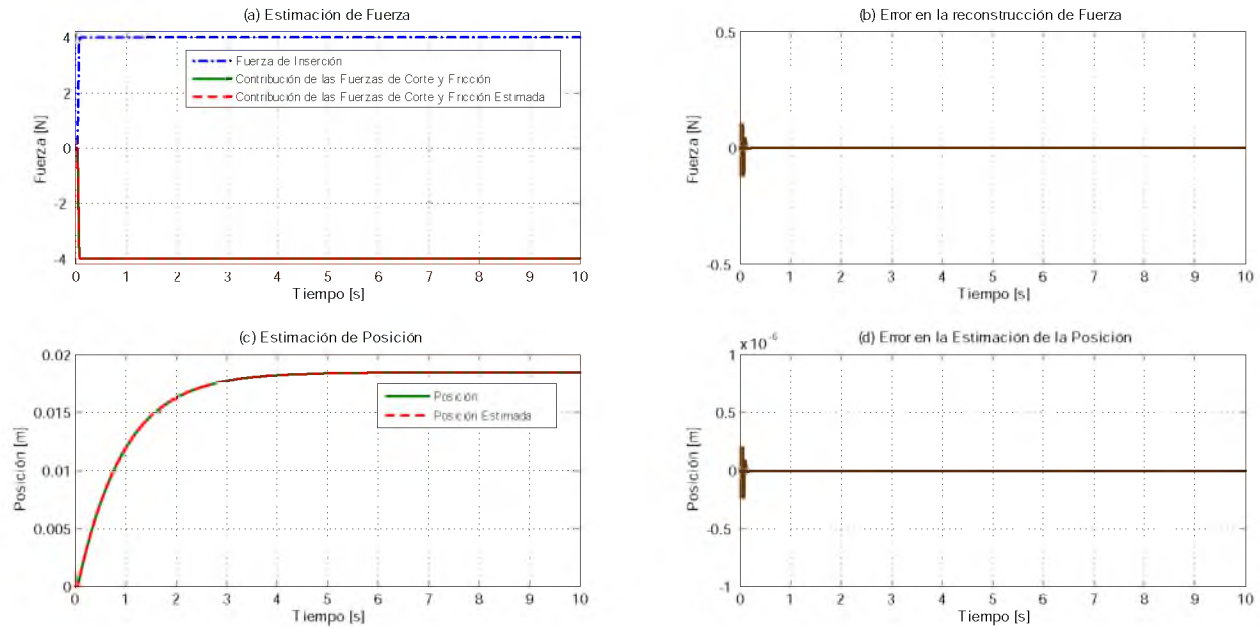 (a) Estimación de Fuerza
4
2
0
-2
-4
Fuerza [N]
Fuerza de Inserción
Contribución de las Fuerzas de Corte y Fricción
Contribución de las Fuerzas de Corte y Fricción Estimada
0 1 2 3 4 5 6 7 8 9 10
Tiempo [s]
(b) Error en la reconstrucción de Fuerza
0.5
0
-0.5
Fuerza [N]
0 1 2 3 4 5 6 7 8 9 10
Tiempo [s]
(c) Estimación de Posición
0.02
0.015
0.01
0.005
0
Posición [m]
Posición
Posición Estimada
0 1 2 3 4 5 6 7 8 9 10
Tiempo [s]
(d) Error en la Estimación de la Posición
x 10⁻⁶
1
0.5
0
-0.5
-1
Posición [m]
0 1 2 3 4 5 6 7 8 9 10
Tiempo [s]